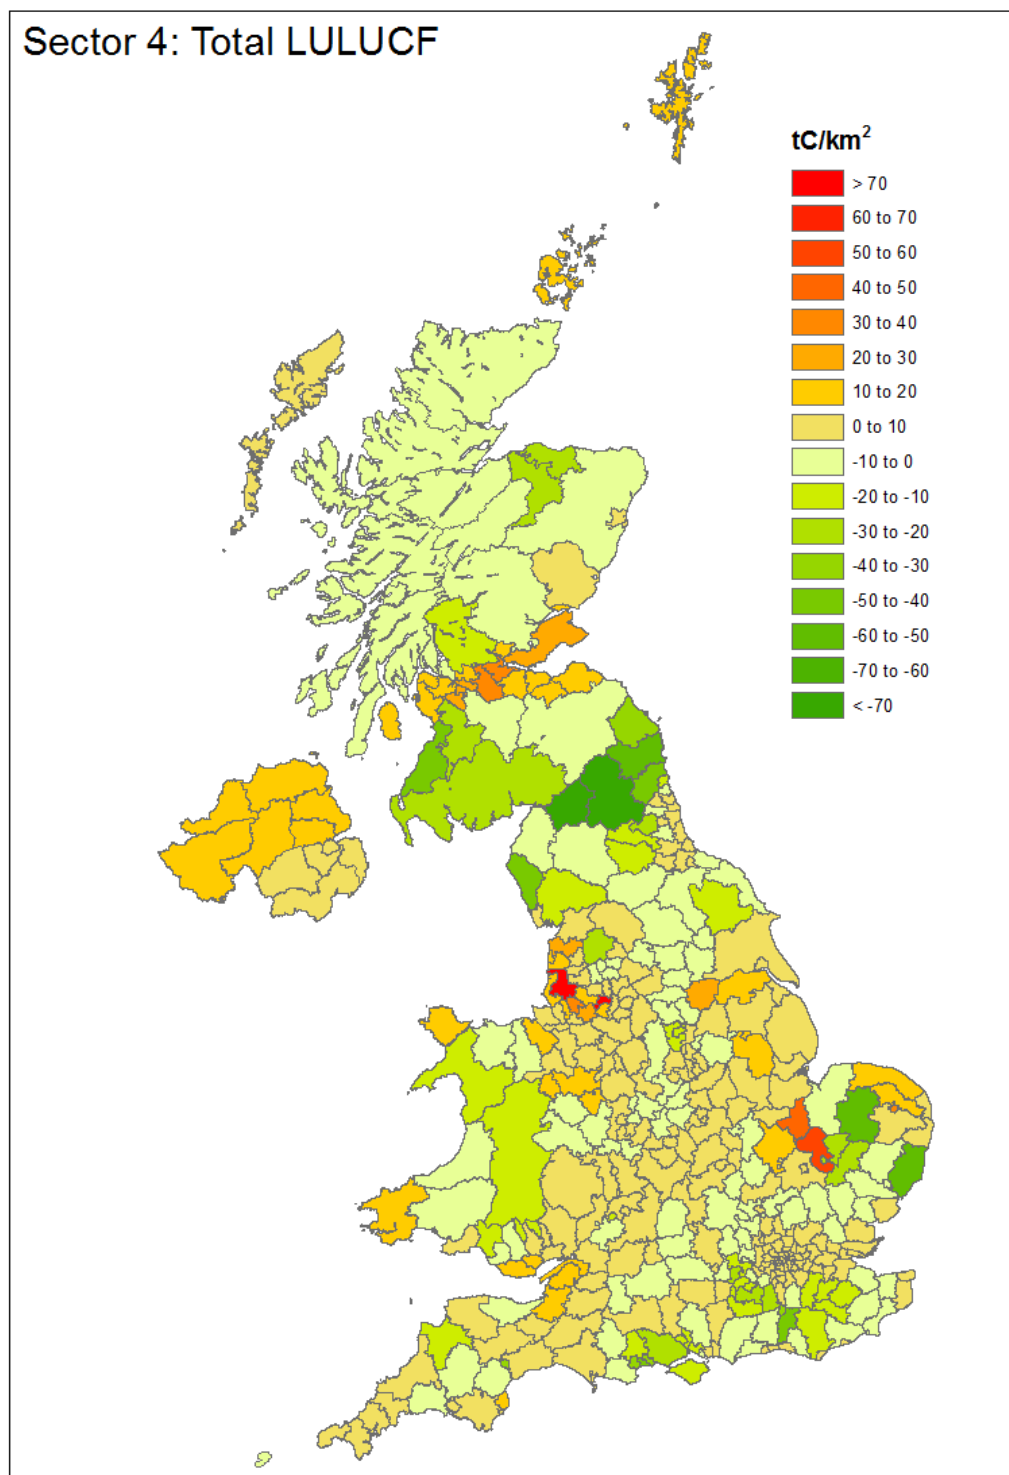 Sector 4: Total LULUCF
tC/km²
> 70
60 to 70
50 to 60
40 to 50
30 to 40
20 to 30
10 to 20
0 to 10
-10 to 0
-20 to -10
-30 to -20
-40 to -30
-50 to -40
-60 to -50
-70 to -60
< -70